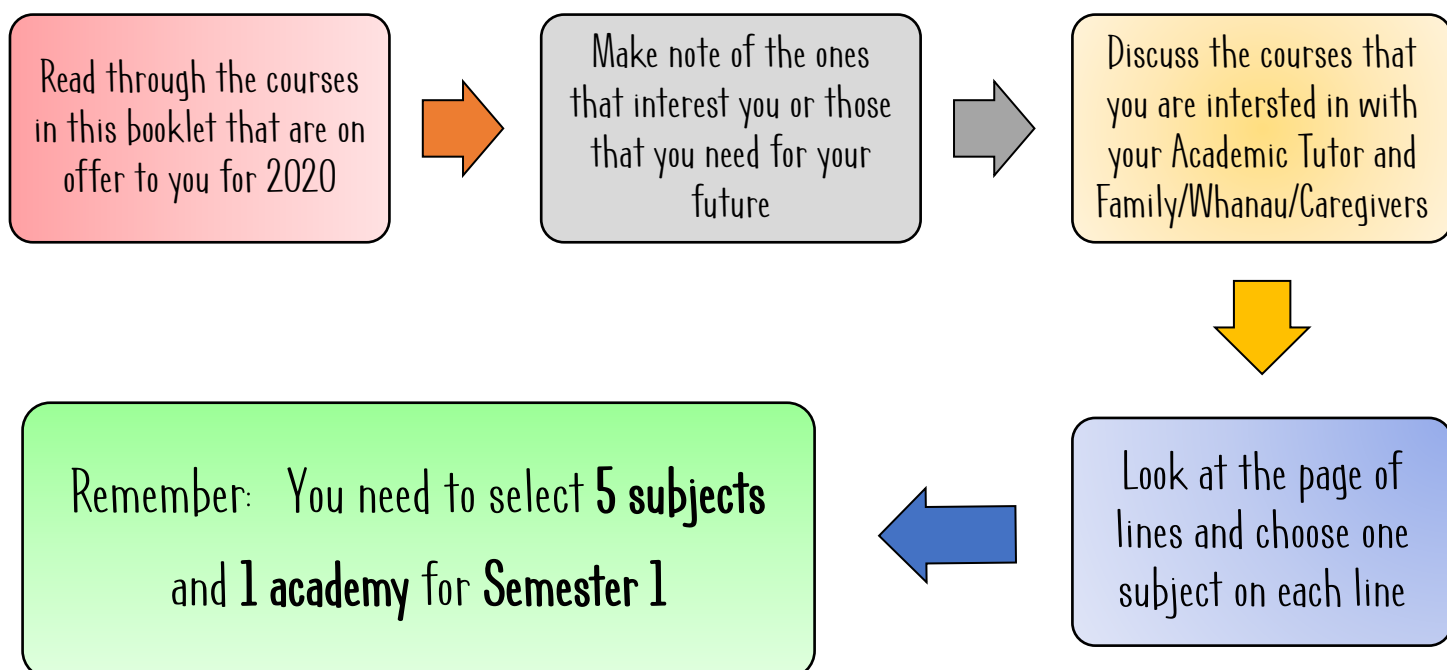 Read through the courses
in this booklet that are on
offer to you for 2020
Make note of the ones
that interest you or those
that you need for your
future
Discuss the courses that
you are intersted in with
your Academic Tutor and
Family/Whanau/Caregivers
Look at the page of
lines and choose one
subject on each line
Remember: You need to select 5 subjects
and 1 academy for Semester 1